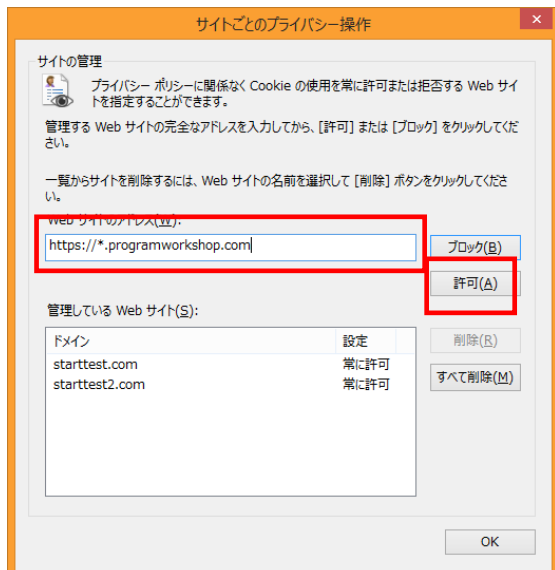 サイトごとのプライバシー操作
サイトの管理
プライバシー ポリシーに関係なく Cookie の使用を常に許可または拒否する Web サイ
トを指定することができます。
管理する Web サイトの完全なアドレスを入力してから、[許可] または [ブロック] をクリックしてくだ
さい。
一覧からサイトを削除するには、Web サイトの名前を選択して [削除] ボタンをクリックしてくださ
い。
Web サイトのアドレス(W):
https://*.programworkshop.com
ブロック(B)
許可(A)
管理している Web サイト(S):
ドメイン 設定
starttest.com 常に許可
starttest2.com 常に許可
削除(R)
すべて削除(M)
OK